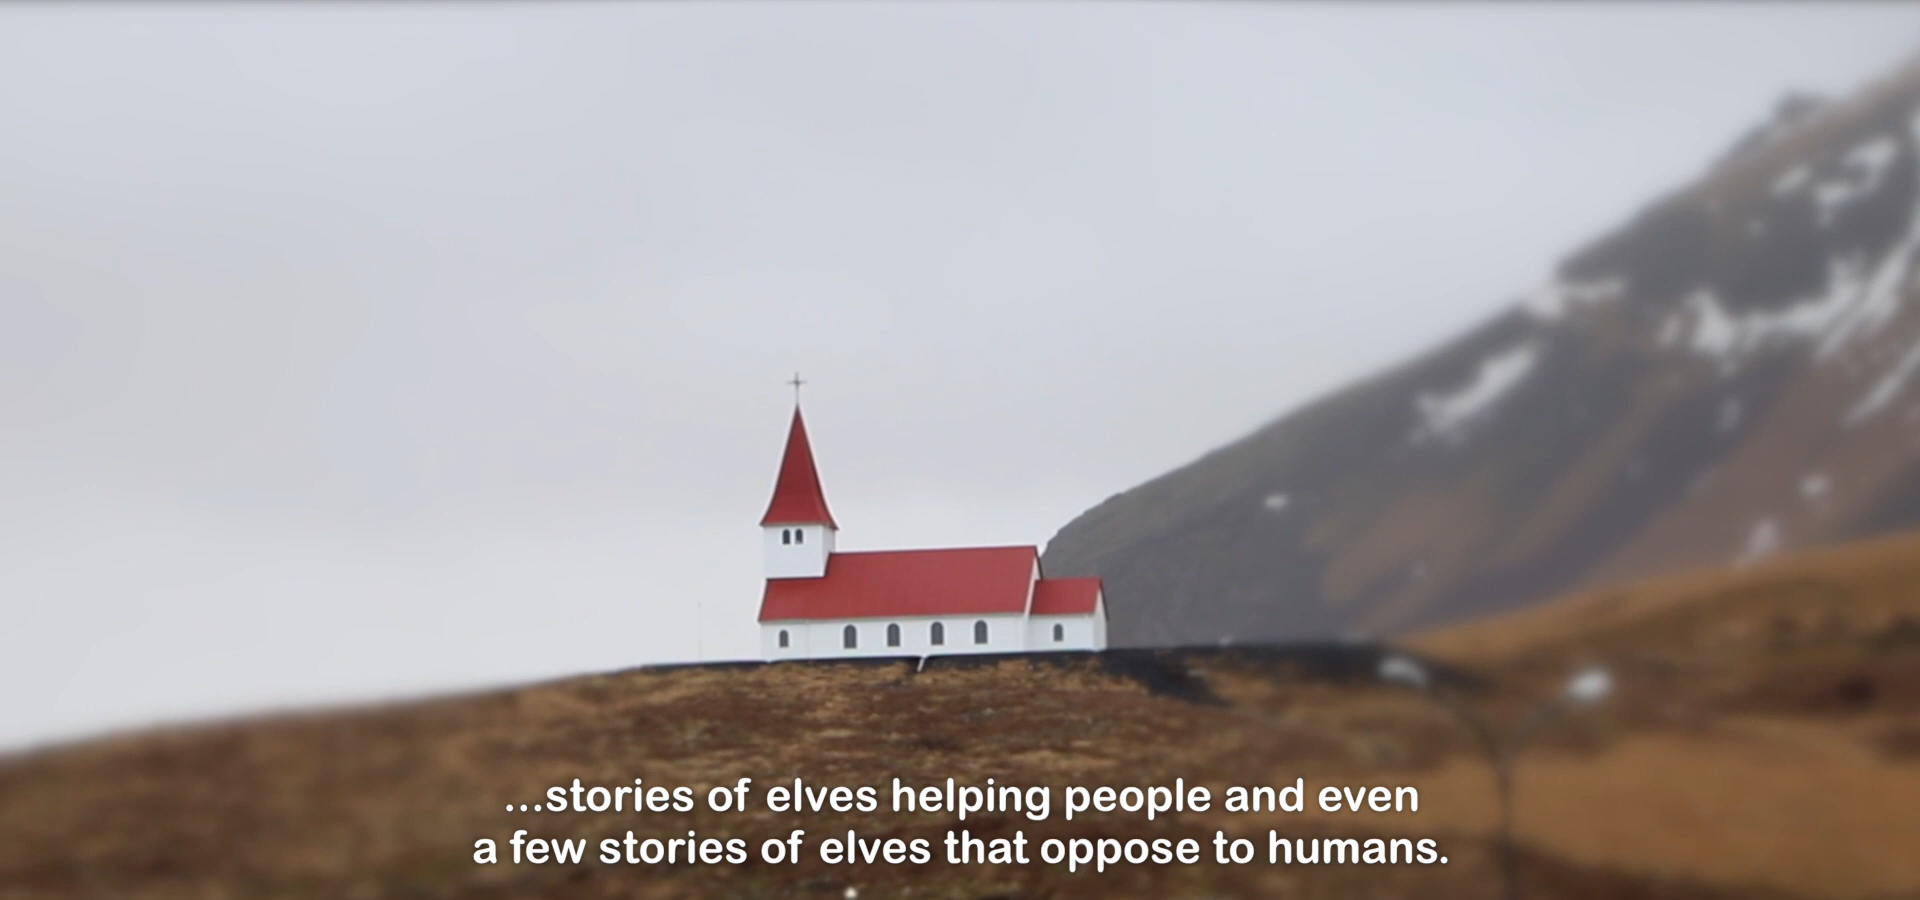 ...stories of elves helping people and even
a few stories of elves that oppose to humans.